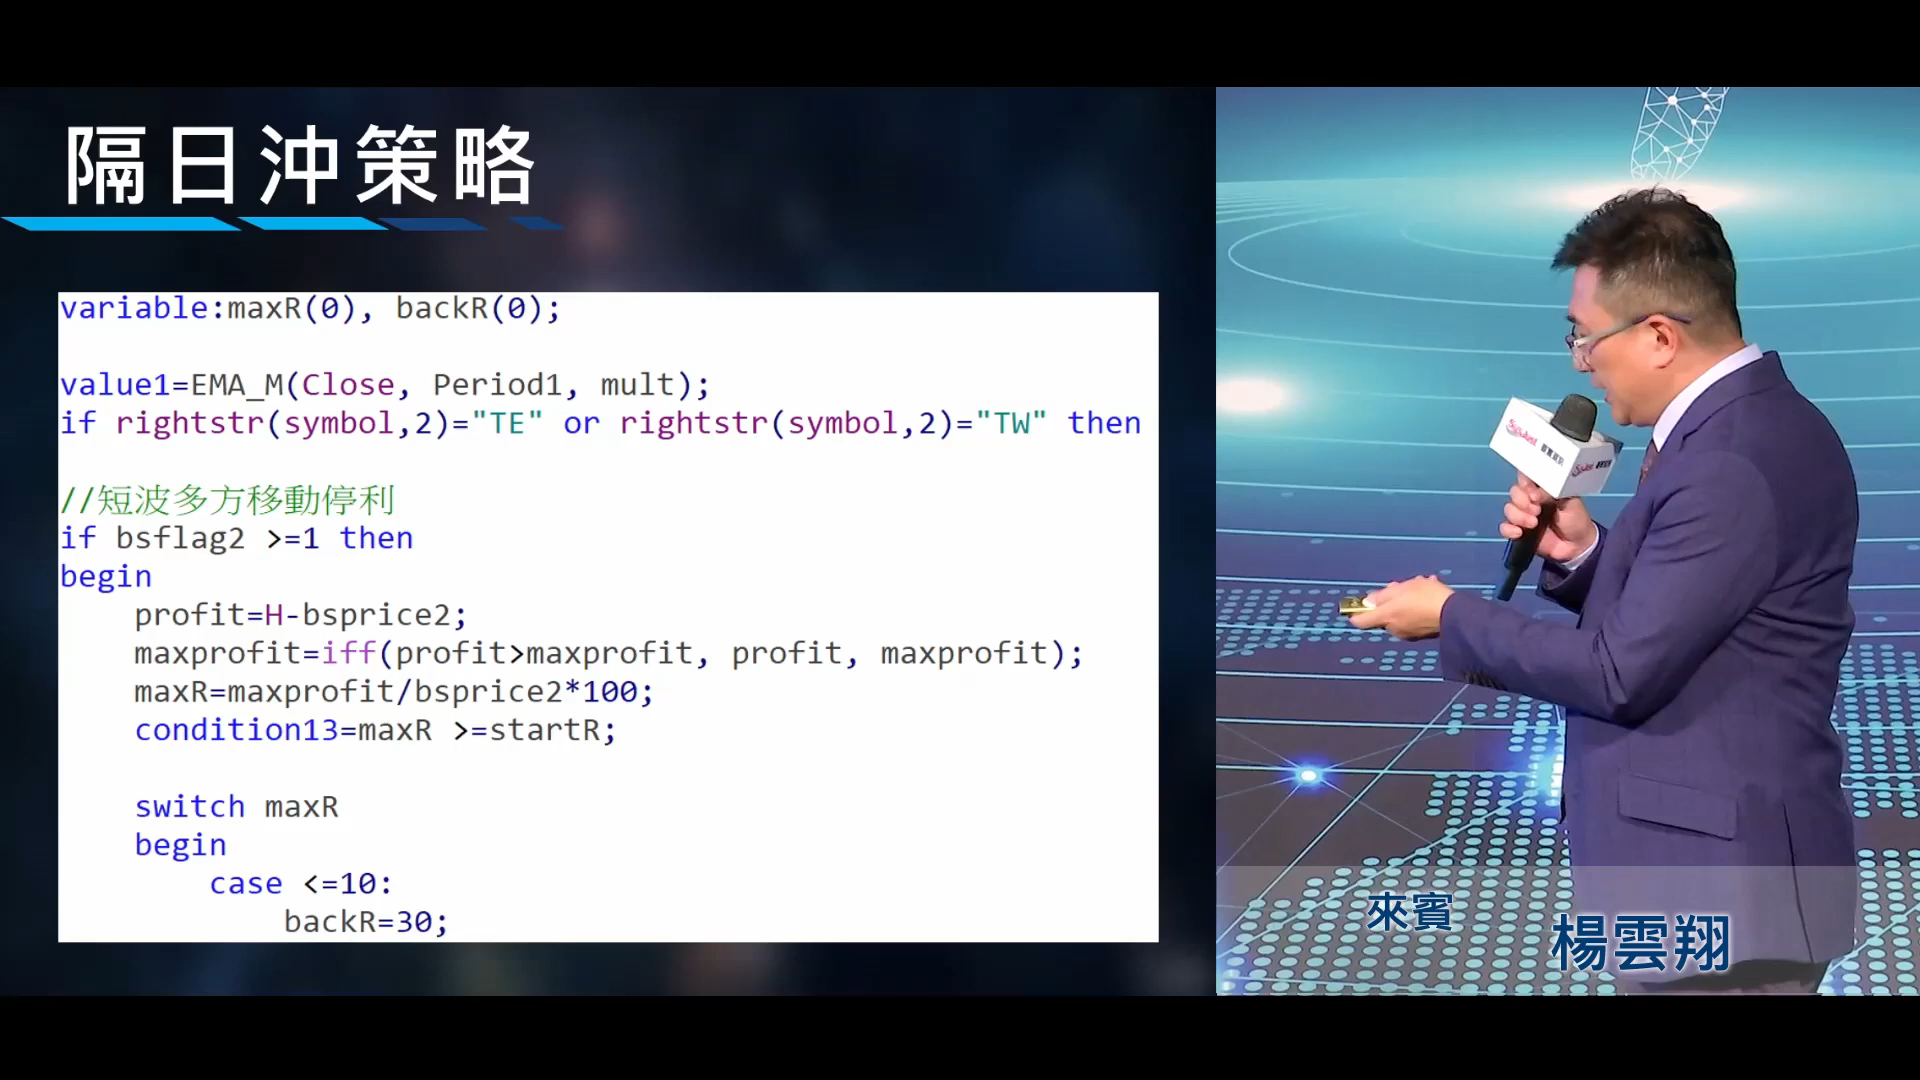 隔日沖策略
variable:maxR(0), backR(0);
value1=EMA_M(Close, Period1, mult);
if rightstr(symbol,2)="TE" or rightstr(symbol,2)="TW" then
//短波多方移動停利
if bsflag2 >=1 then
begin
profit=H-bsprice2;
maxprofit=iff(profit>maxprofit, profit, maxprofit);
maxR=maxprofit/bsprice2*100;
condition13=maxR >=startR;
switch maxR
begin
case <=10:
backR=30;
來賓
楊雲翔